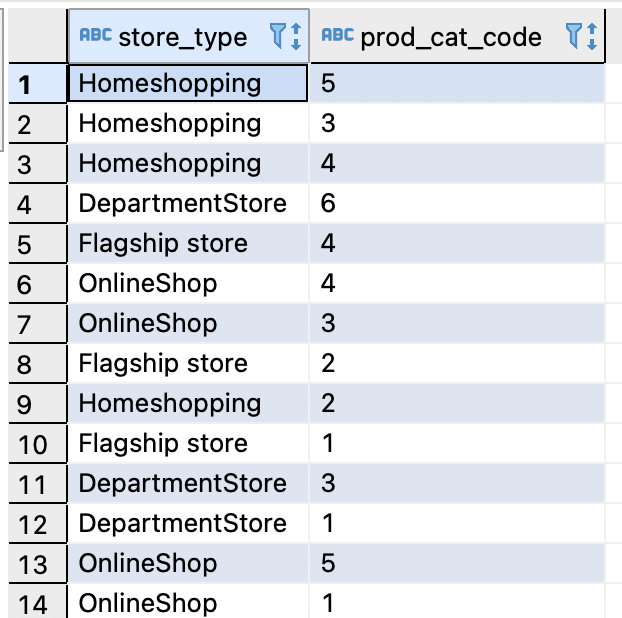 ABC store_type ABC prod_cat_code
1 Homeshopping 5
2 Homeshopping 3
3 Homeshopping 4
4 DepartmentStore 6
5 Flagship store 4
6 OnlineShop 4
7 OnlineShop 3
8 Flagship store 2
9 Homeshopping 2
10 Flagship store 1
11 DepartmentStore 3
12 DepartmentStore 1
13 OnlineShop 5
14 OnlineShop 1